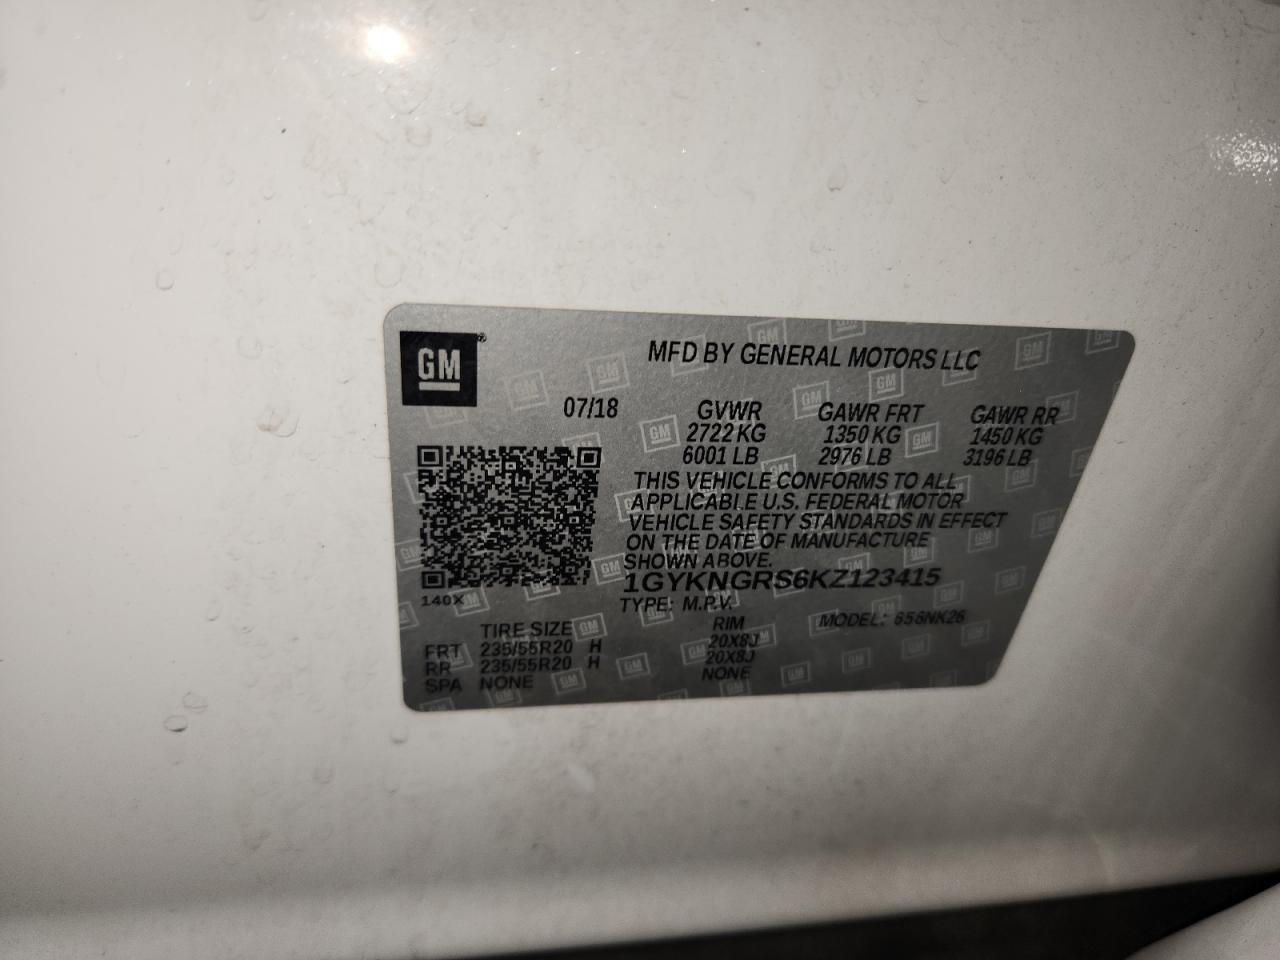 GM
MFD BY GENERAL MOTORS LLC
07/18 GVWR GAWR FRT GAWR RR
2722 KG 1350 KG 1450 KG
6001 LB 2976 LB 3196 LB
THIS VEHICLE CONFORMS TO ALL
APPLICABLE U.S. FEDERAL MOTOR
VEHICLE SAFETY STANDARDS IN EFFECT
ON THE DATE OF MANUFACTURE
SHOWN ABOVE.
1GYKNGRS6KZ123415
140X
TYPE: M.P.V. MODEL: 656NK26
TIRE SIZE RIM
FRT 235/55R20 H 20X8J
RR 235/55R20 H 20X8J
SPA NONE NONE